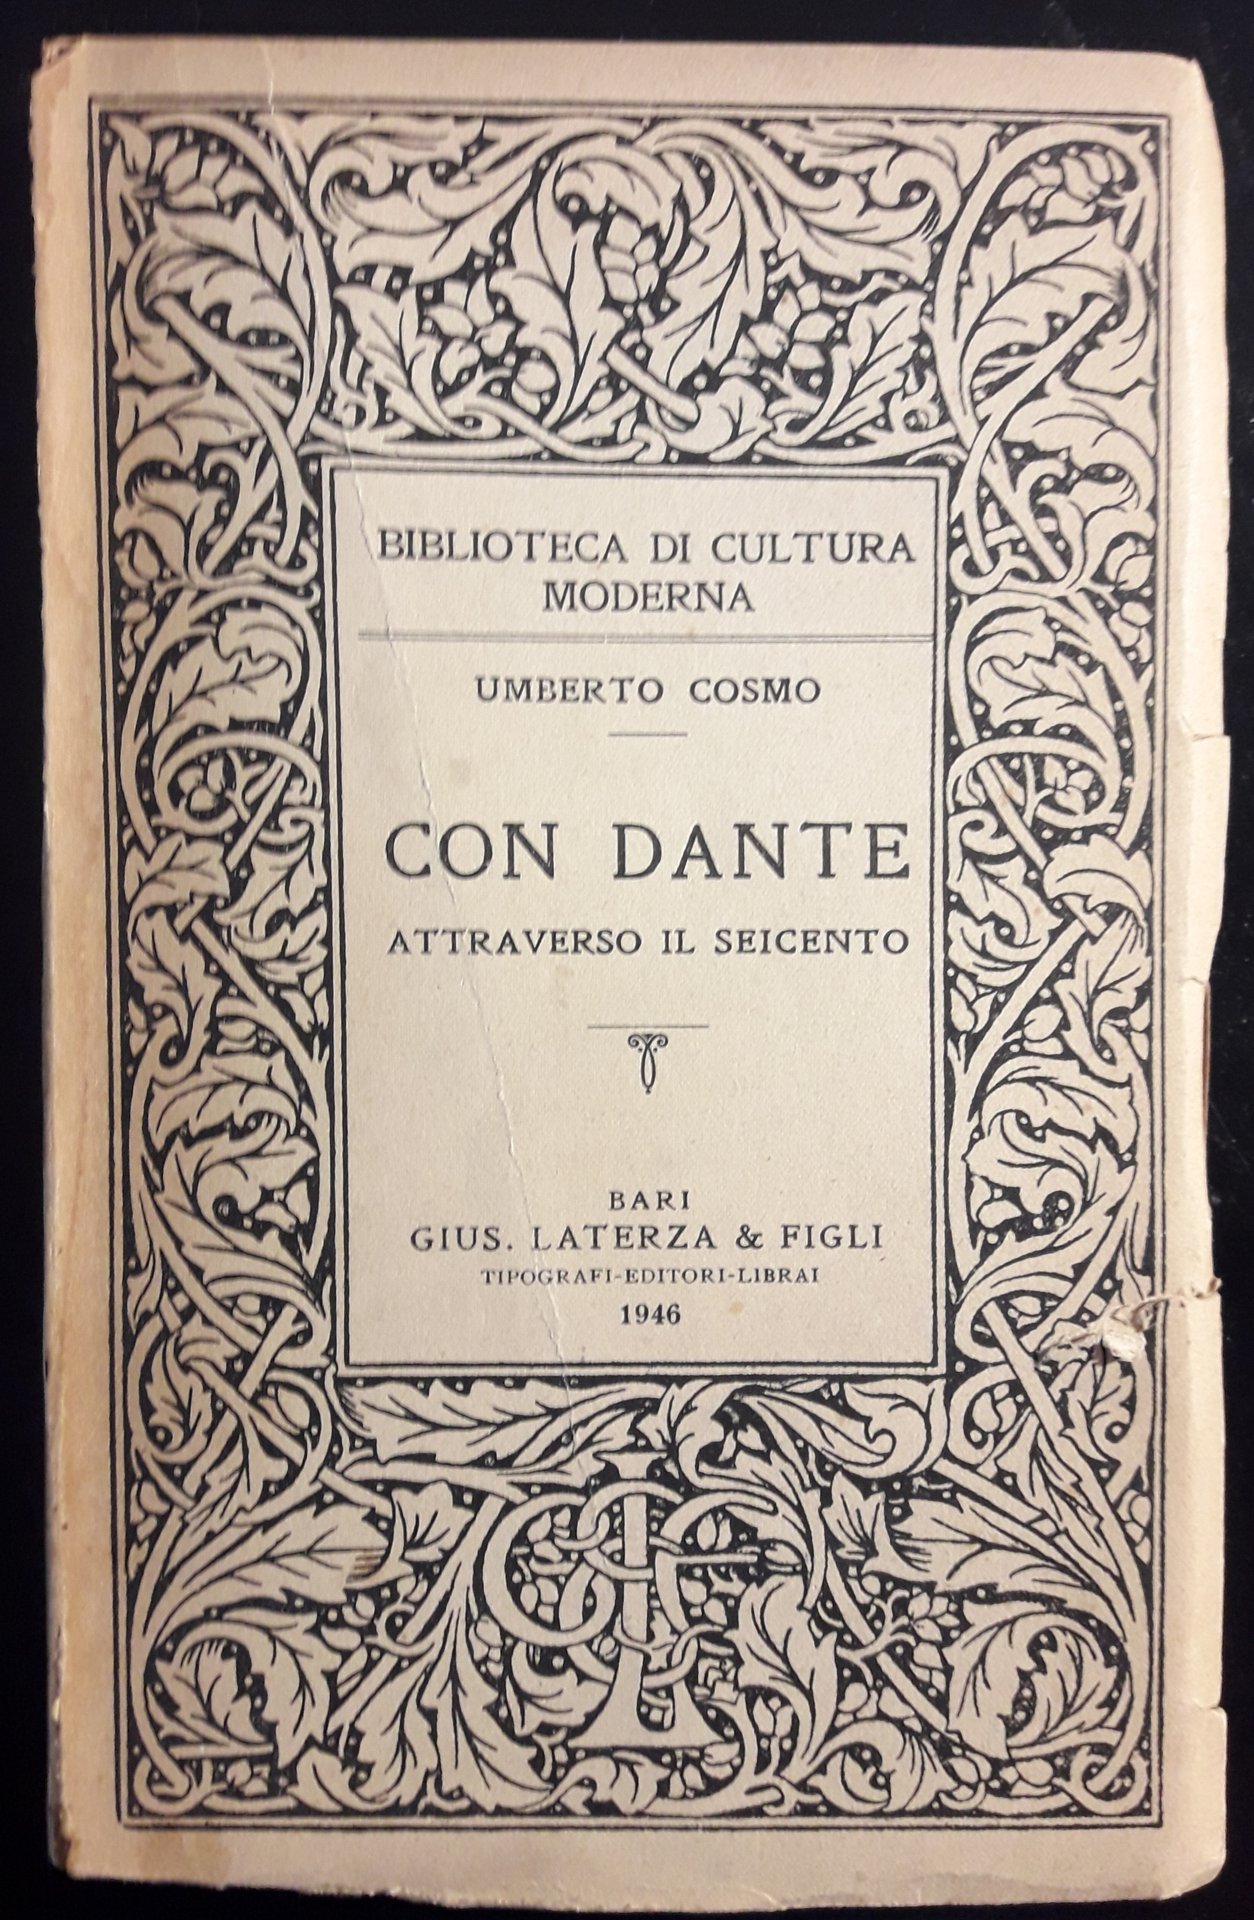 BIBLIOTECA DI CULTURA
MODERNA
UMBERTO COSMO
CON DANTE
ATTRAVERSO IL SEICENTO
BARI
GIUS. LATERZA & FIGLI
TIPOGRAFI-EDITORI-LIBRAI
1946